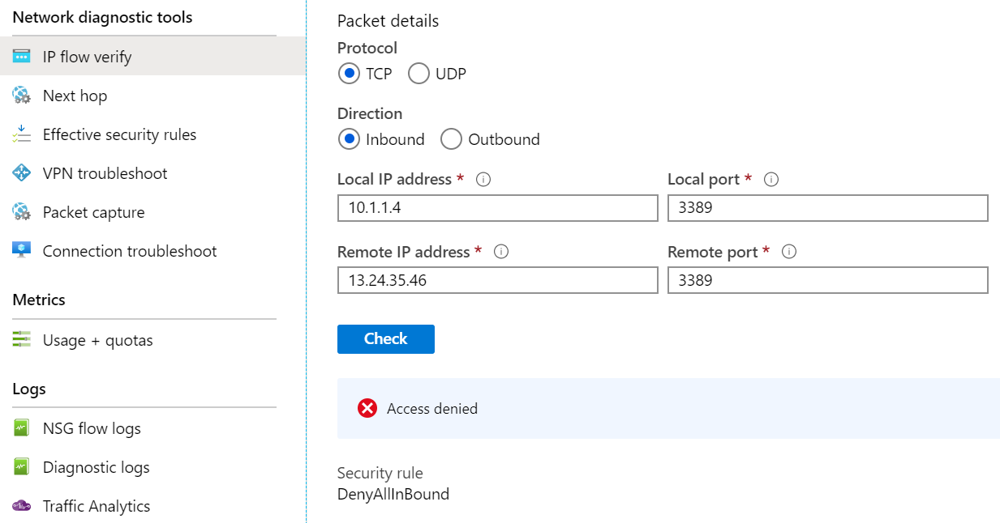 Network diagnostic tools
IP flow verify
Next hop
Effective security rules
VPN troubleshoot
Packet capture
Connection troubleshoot
Metrics
Usage + quotas
Logs
NSG flow logs
Diagnostic logs
Traffic Analytics
Packet details
Protocol
TCP UDP
Direction
Inbound Outbound
Local IP address * Local port *
10.1.1.4 3389
Remote IP address * Remote port *
13.24.35.46 3389
Check
Access denied
Security rule
DenyAllInBound